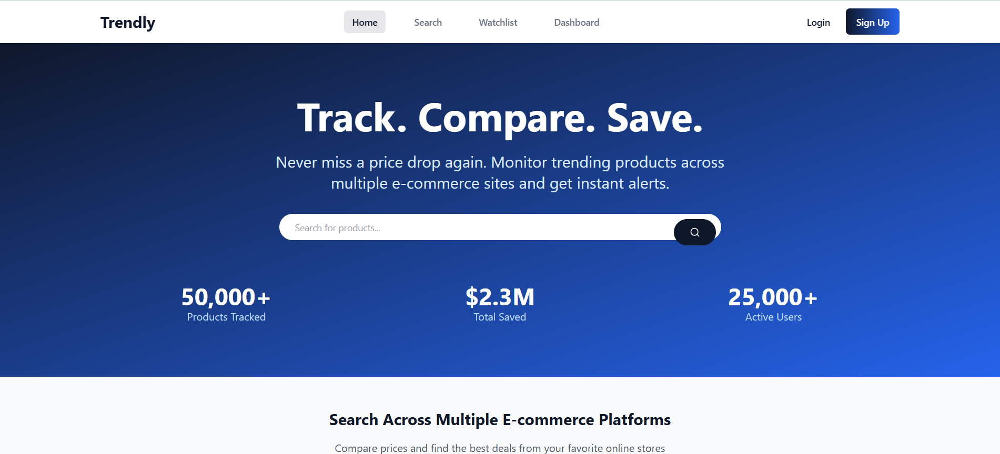 Trendly
Home
Search
Watchlist
Dashboard
Login
Sign Up
Track. Compare. Save.
Never miss a price drop again. Monitor trending products across
multiple e-commerce sites and get instant alerts.
Search for products...
50,000+
Products Tracked
$2.3M
Total Saved
25,000+
Active Users
Search Across Multiple E-commerce Platforms
Compare prices and find the best deals from your favorite online stores